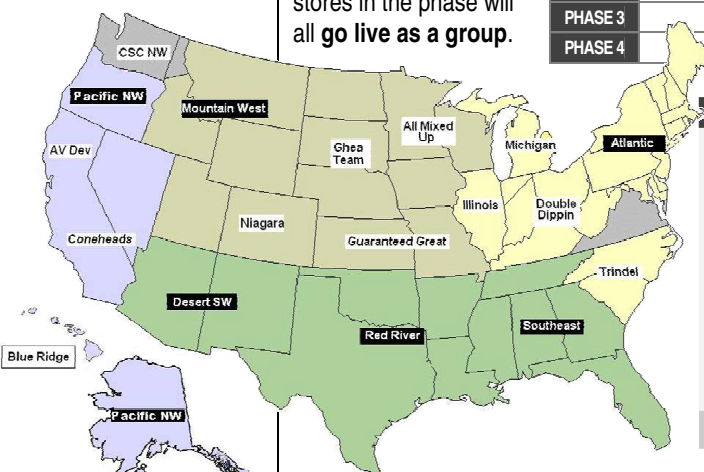 stores in the phase will
all go live as a group.
PHASE 3
PHASE 4
CSC NW
Pacific NW
Mountain West
AV Dev
Ghea
Team
All Mixed
Up
Michigan
Atlantic
Illinois
Double
Dippin
Niagara
Coneheads
Guaranteed Great
Trindel
Desert SW
Red River
Southeast
Blue Ridge
Pacific NW